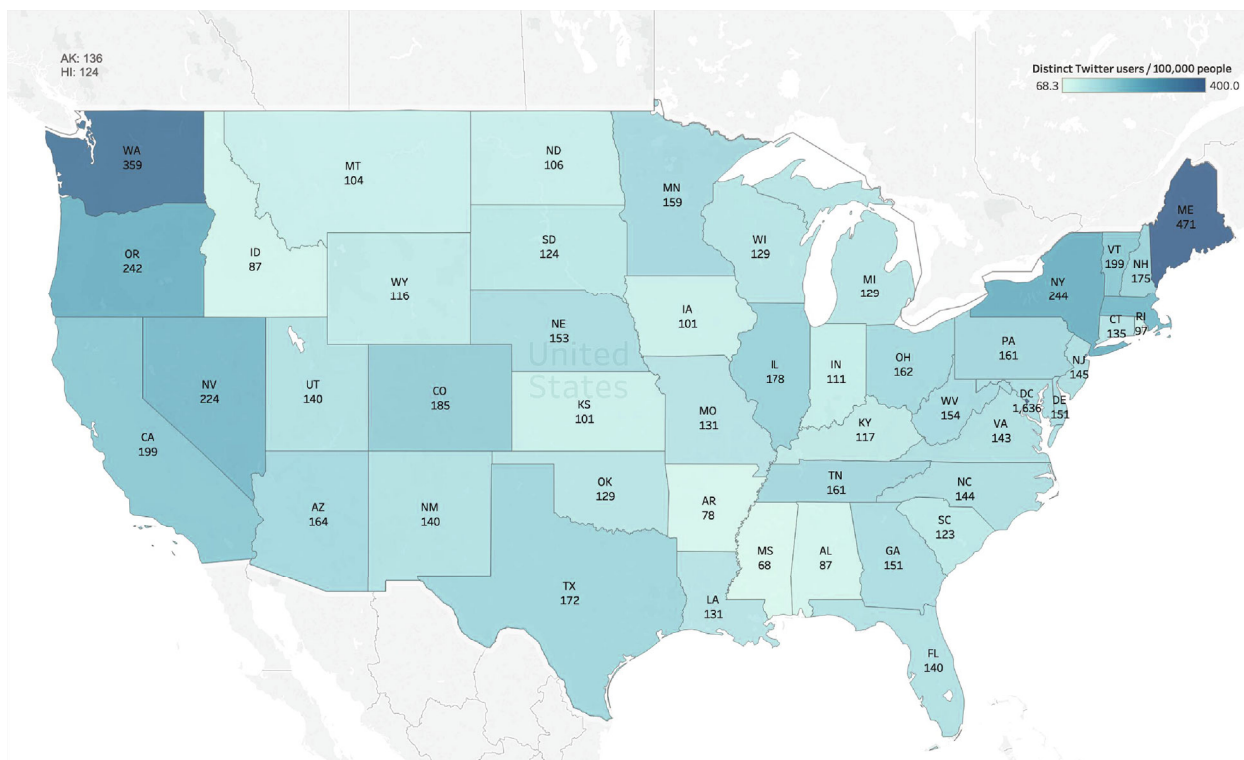 AK: 136
HI: 124
Distinct Twitter users / 100,000 people
68.3 400.0
WA
359
MT
104
ND
106
MN
159
ME
471
OR
242
ID
87
SD
124
WI
129
MI
129
VT
199
NH
175
NY
244
WY
116
IA
101
NE
153
CT
135
RI
97
PA
161
NJ
145
NV
224
UT
140
CO
185
United
States
KS
101
MO
131
IL
178
IN
111
OH
162
WV
154
DC
1,636
DE
151
VA
143
KY
117
CA
199
AZ
164
NM
140
OK
129
AR
78
TN
161
NC
144
SC
123
MS
68
AL
87
GA
151
TX
172
LA
131
FL
140